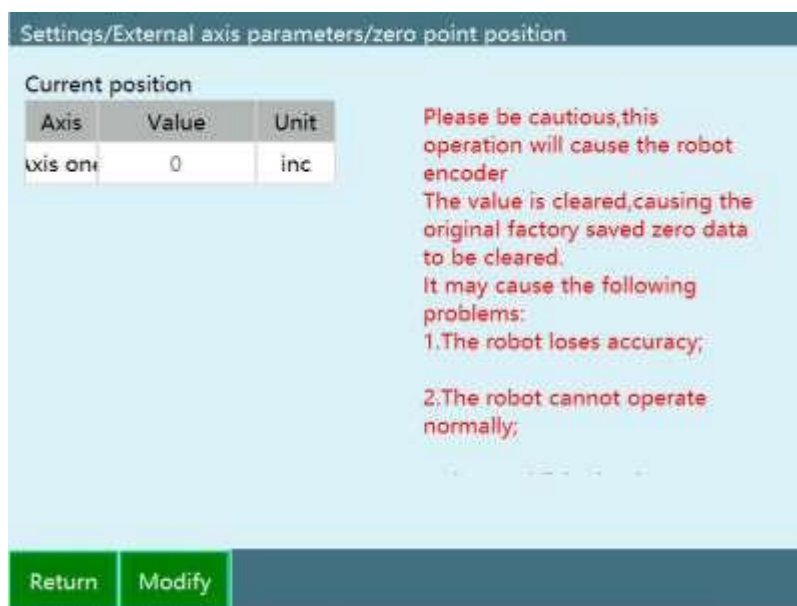 Settings/External axis parameters/zero point position
Current position
Axis Value Unit
xis one 0 inc
Please be cautious,this
operation will cause the robot
encoder
The value is cleared,causing the
original factory saved zero data
to be cleared.
It may cause the following
problems:
1.The robot loses accuracy;
2.The robot cannot operate
normally;
Return Modify